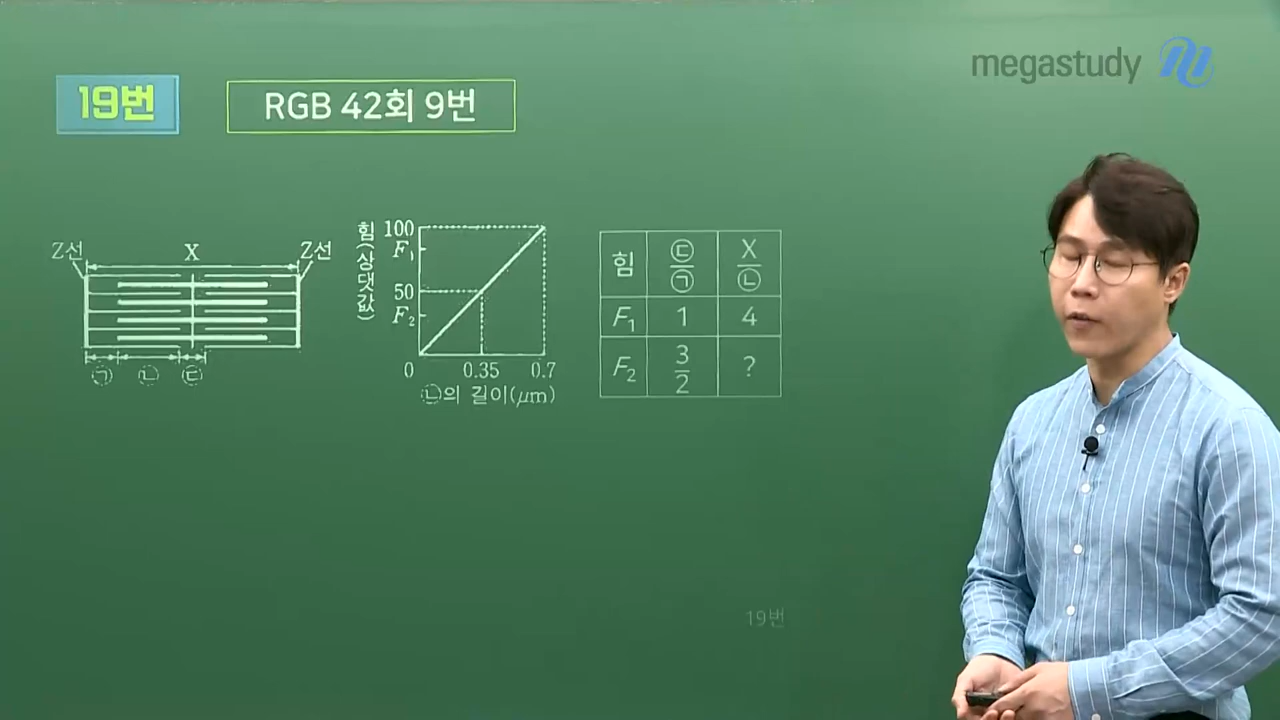 megastudy
19번
RGB 42회 9번
Z선 X Z선
㉠ ㉡ ㉢
힘(상댓값)
100
F₁
50
F₂
0 0.35 0.7
㉡의 길이(μm)
힘 ㉢/㉠ X/㉡
F₁ 1 4
F₂ 3/2 ?
19번